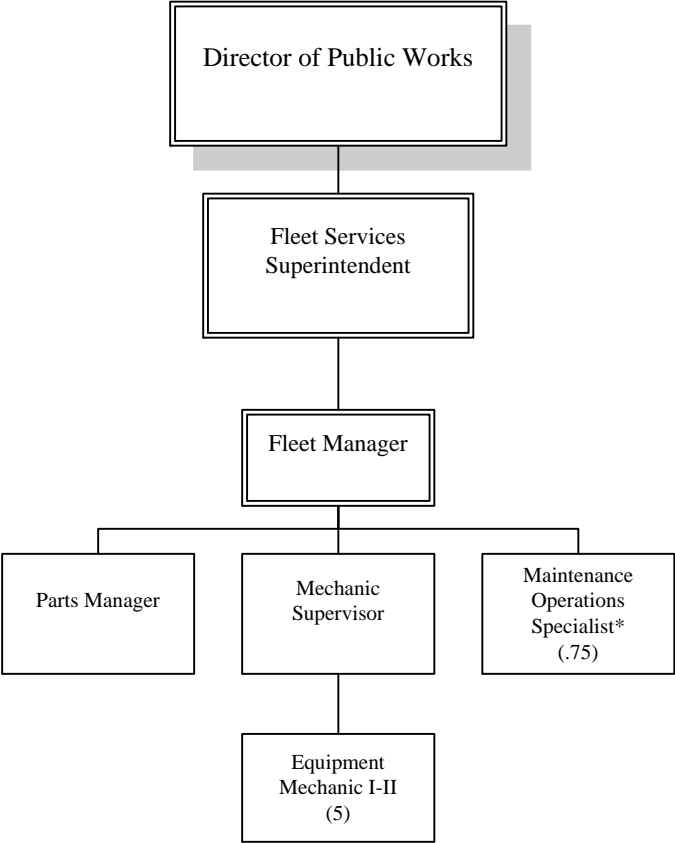 Director of Public Works
Fleet Services
Superintendent
Fleet Manager
Parts Manager
Mechanic
Supervisor
Maintenance
Operations
Specialist*
(.75)
Equipment
Mechanic I-II
(5)